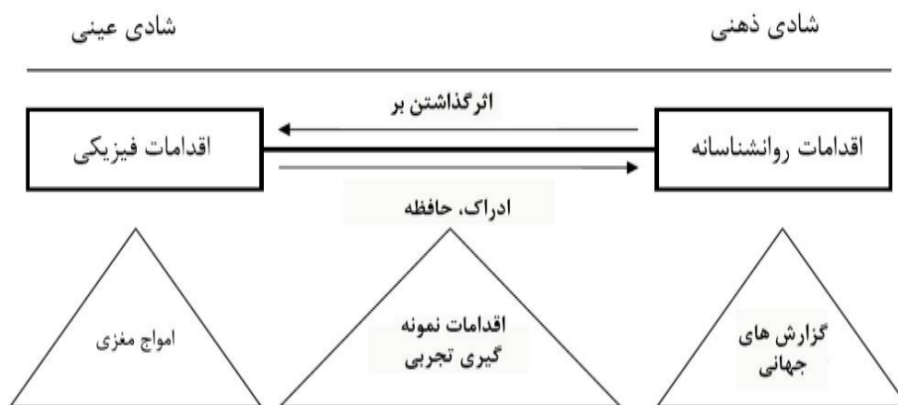 شادی ذهنی
شادی عینی
اثرگذاشتن بر
اقدامات روانشناسانه
اقدامات فیزیکی
ادراک، حافظه
گزارش های
جهانی
اقدامات نمونه
گیری تجربی
امواج مغزی